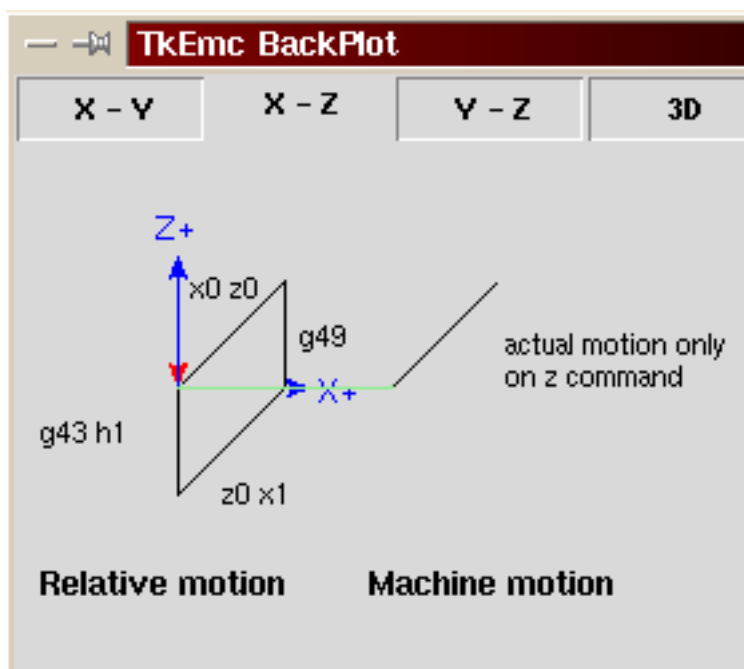 TkEmc BackPlot
X - Y
X - Z
Y - Z
3D
Z+
x0 z0
g49
actual motion only
on z command
X+
g43 h1
z0 x1
Relative motion
Machine motion